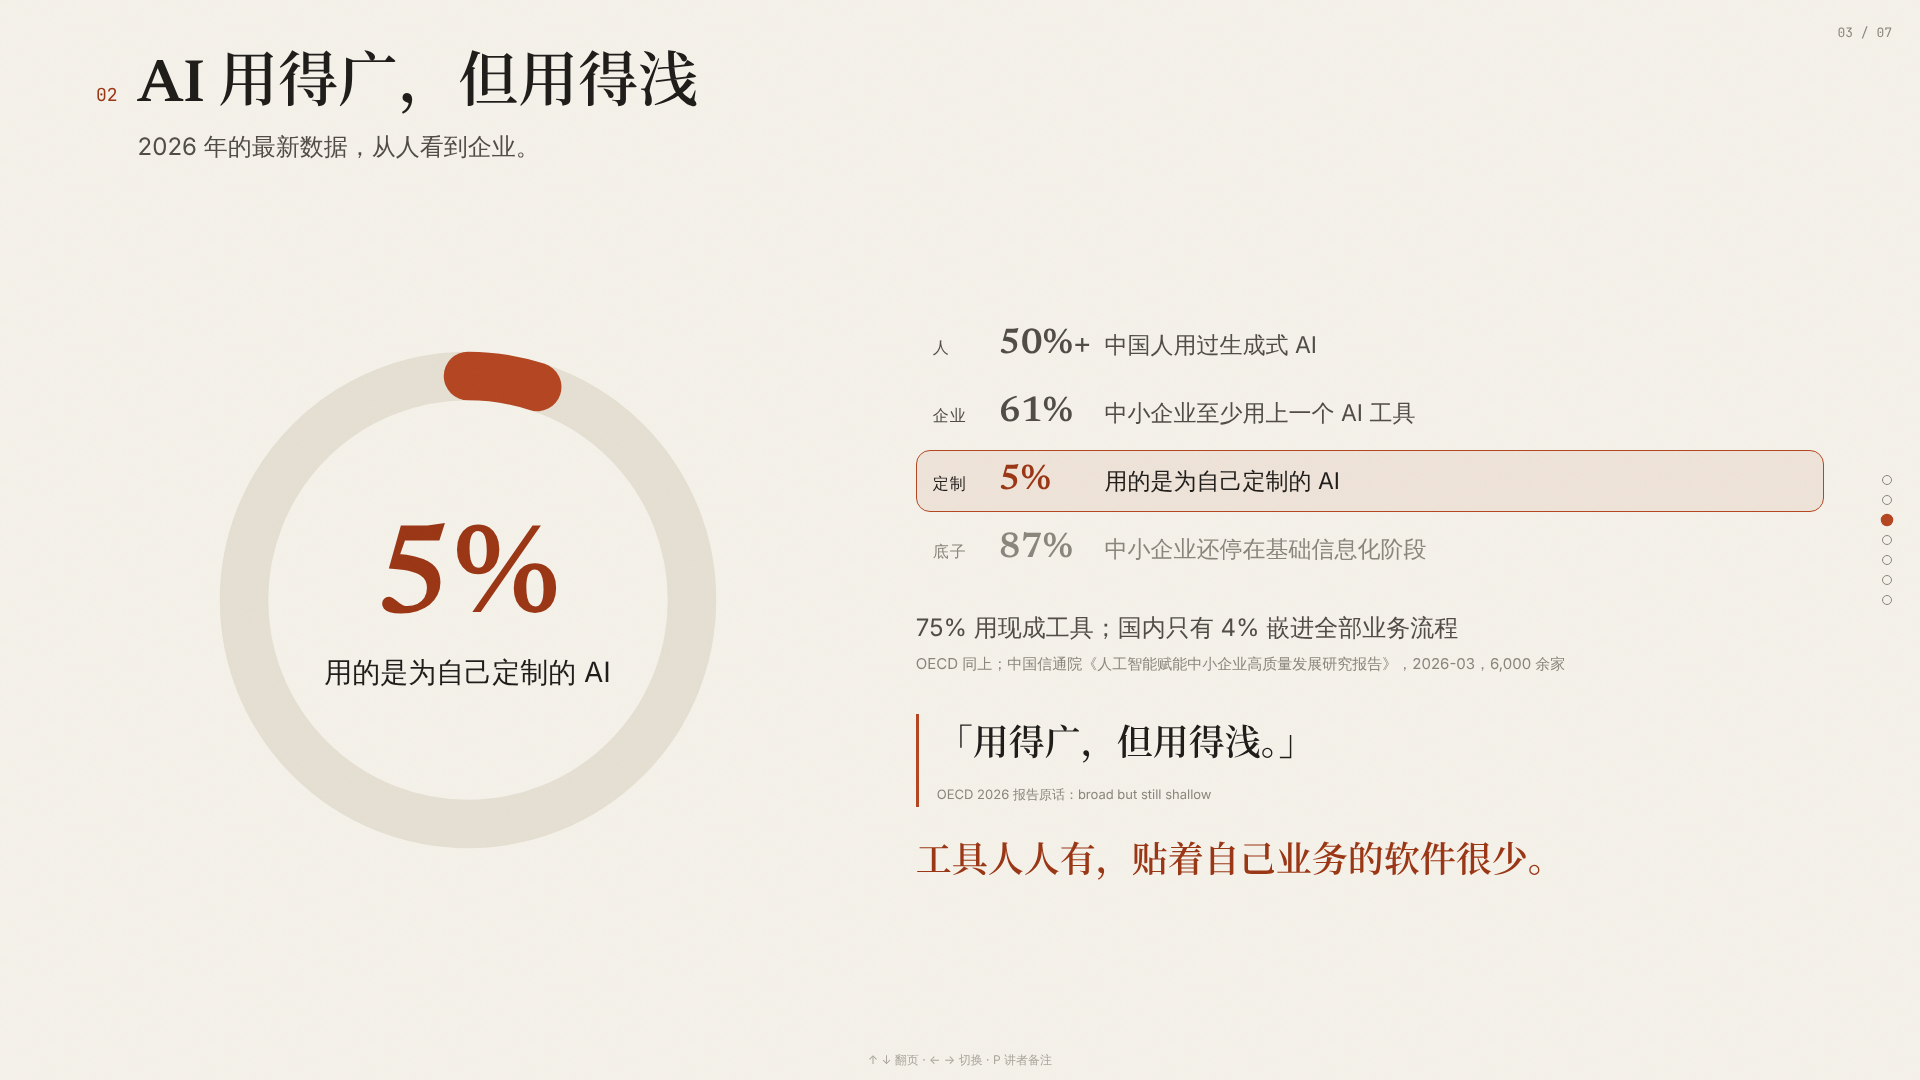 03 / 07
02 AI 用得广，但用得浅
2026 年的最新数据，从人看到企业。
5%
用的是为自己定制的 AI
人 50%+ 中国人用过生成式 AI
企业 61% 中小企业至少用上一个 AI 工具
定制 5% 用的是为自己定制的 AI
底子 87% 中小企业还停在基础信息化阶段
75% 用现成工具；国内只有 4% 嵌进全部业务流程
OECD 同上；中国信通院《人工智能赋能中小企业高质量发展研究报告》，2026-03，6,000 余家
「用得广，但用得浅。」
OECD 2026 报告原话：broad but still shallow
工具人人有，贴着自己业务的软件很少。
↑ ↓ 翻页 · ← → 切换 · P 讲者备注